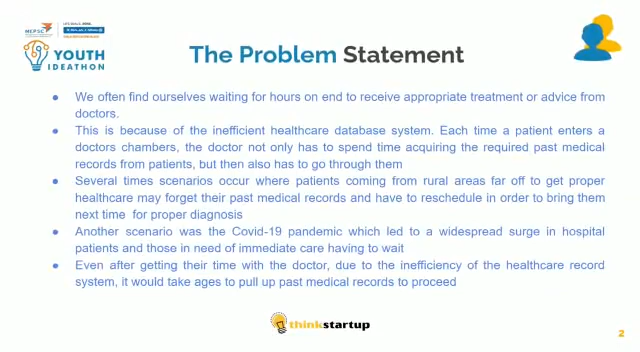 MEPSC
YOUTH
IDEATHON
The Problem Statement
● We often find ourselves waiting for hours on end to receive appropriate treatment or advice from
doctors.
● This is because of the inefficient healthcare database system. Each time a patient enters a
doctors chambers, the doctor not only has to spend time acquiring the required past medical
records from patients, but then also has to go through them
● Several times scenarios occur where patients coming from rural areas far off to get proper
healthcare may forget their past medical records and have to reschedule in order to bring them
next time for proper diagnosis
● Another scenario was the Covid-19 pandemic which led to a widespread surge in hospital
patients and those in need of immediate care having to wait
● Even after getting their time with the doctor, due to the inefficiency of the healthcare record
system, it would take ages to pull up past medical records to proceed
thinkstartup
2